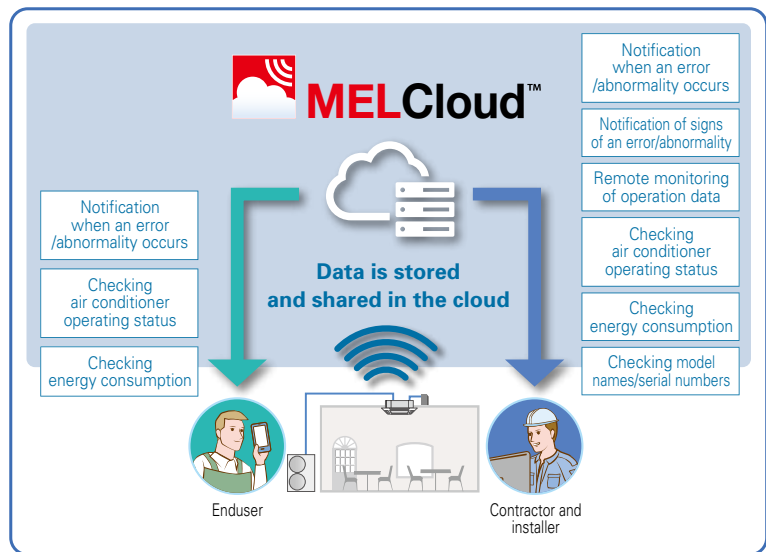 MELCloud™
Notification
when an error
/abnormality occurs
Checking
air conditioner
operating status
Checking
energy consumption
Data is stored
and shared in the cloud
Notification
when an error
/abnormality occurs
Notification of signs
of an error/abnormality
Remote monitoring
of operation data
Checking
air conditioner
operating status
Checking
energy consumption
Checking model
names/serial numbers
Enduser
Contractor and
installer